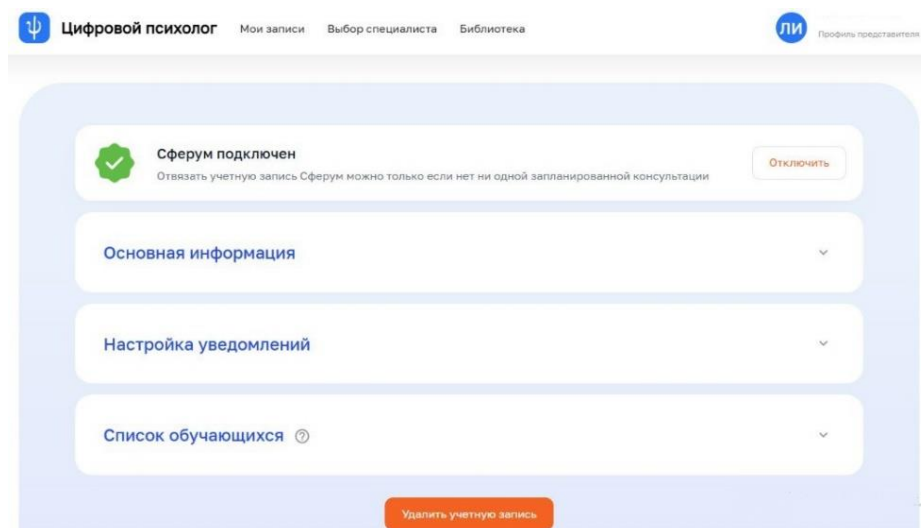 Цифровой психолог Мои записи Выбор специалиста Библиотека ЛИ Профиль представителя
Сферум подключен
Отвязать учетную запись Сферум можно только если нет ни одной запланированной консультации
Отключить
Основная информация
Настройка уведомлений
Список обучающихся ?
Удалить учетную запись